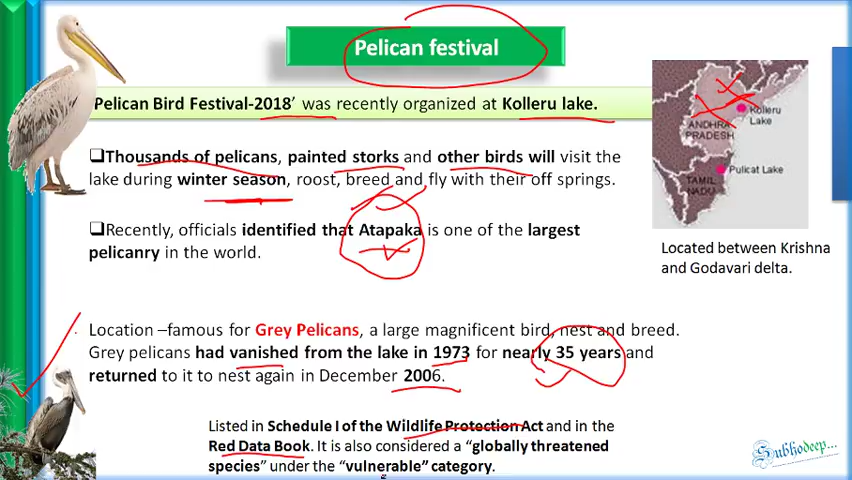 Pelican festival
Pelican Bird Festival-2018' was recently organized at Kolleru lake.
❑Thousands of pelicans, painted storks and other birds will visit the
lake during winter season, roost, breed and fly with their off springs.
❑Recently, officials identified that Atapaka is one of the largest
pelicanry in the world.
Kolleru
Lake
ANDHRA
PRADESH
Pulicat Lake
TAMIL
NADU
Located between Krishna
and Godavari delta.
Location –famous for Grey Pelicans, a large magnificent bird, nest and breed.
Grey pelicans had vanished from the lake in 1973 for nearly 35 years and
returned to it to nest again in December 2006.
Listed in Schedule I of the Wildlife Protection Act and in the
Red Data Book. It is also considered a “globally threatened
species” under the “vulnerable” category.
Subhodeep...